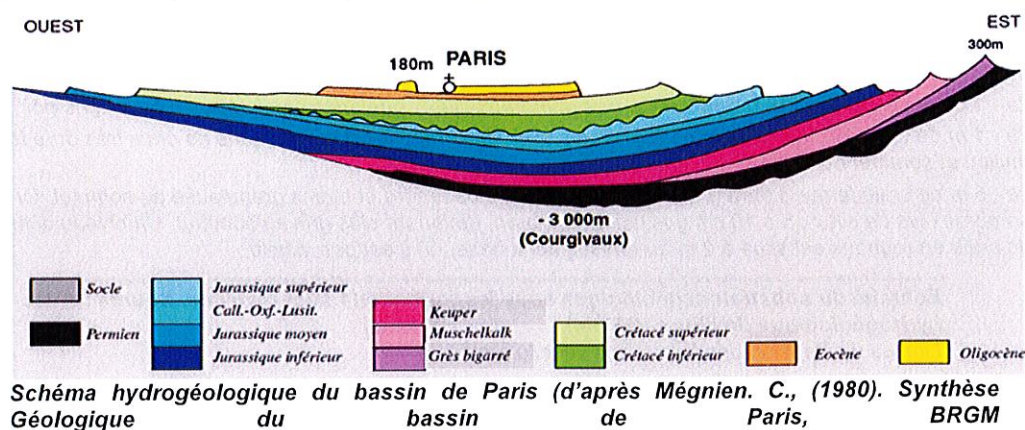 OUEST
EST
300m
180m PARIS
- 3 000m
(Courgivaux)
Socle
Permien
Jurassique supérieur
Call.-Oxf.-Lusit.
Jurassique moyen
Jurassique inférieur
Keuper
Muschelkalk
Grès bigarré
Crétacé supérieur
Crétacé inférieur
Eocène
Oligocène
Schéma hydrogéologique du bassin de Paris (d'après Mégnien. C., (1980). Synthèse
Géologique du bassin de Paris, BRGM